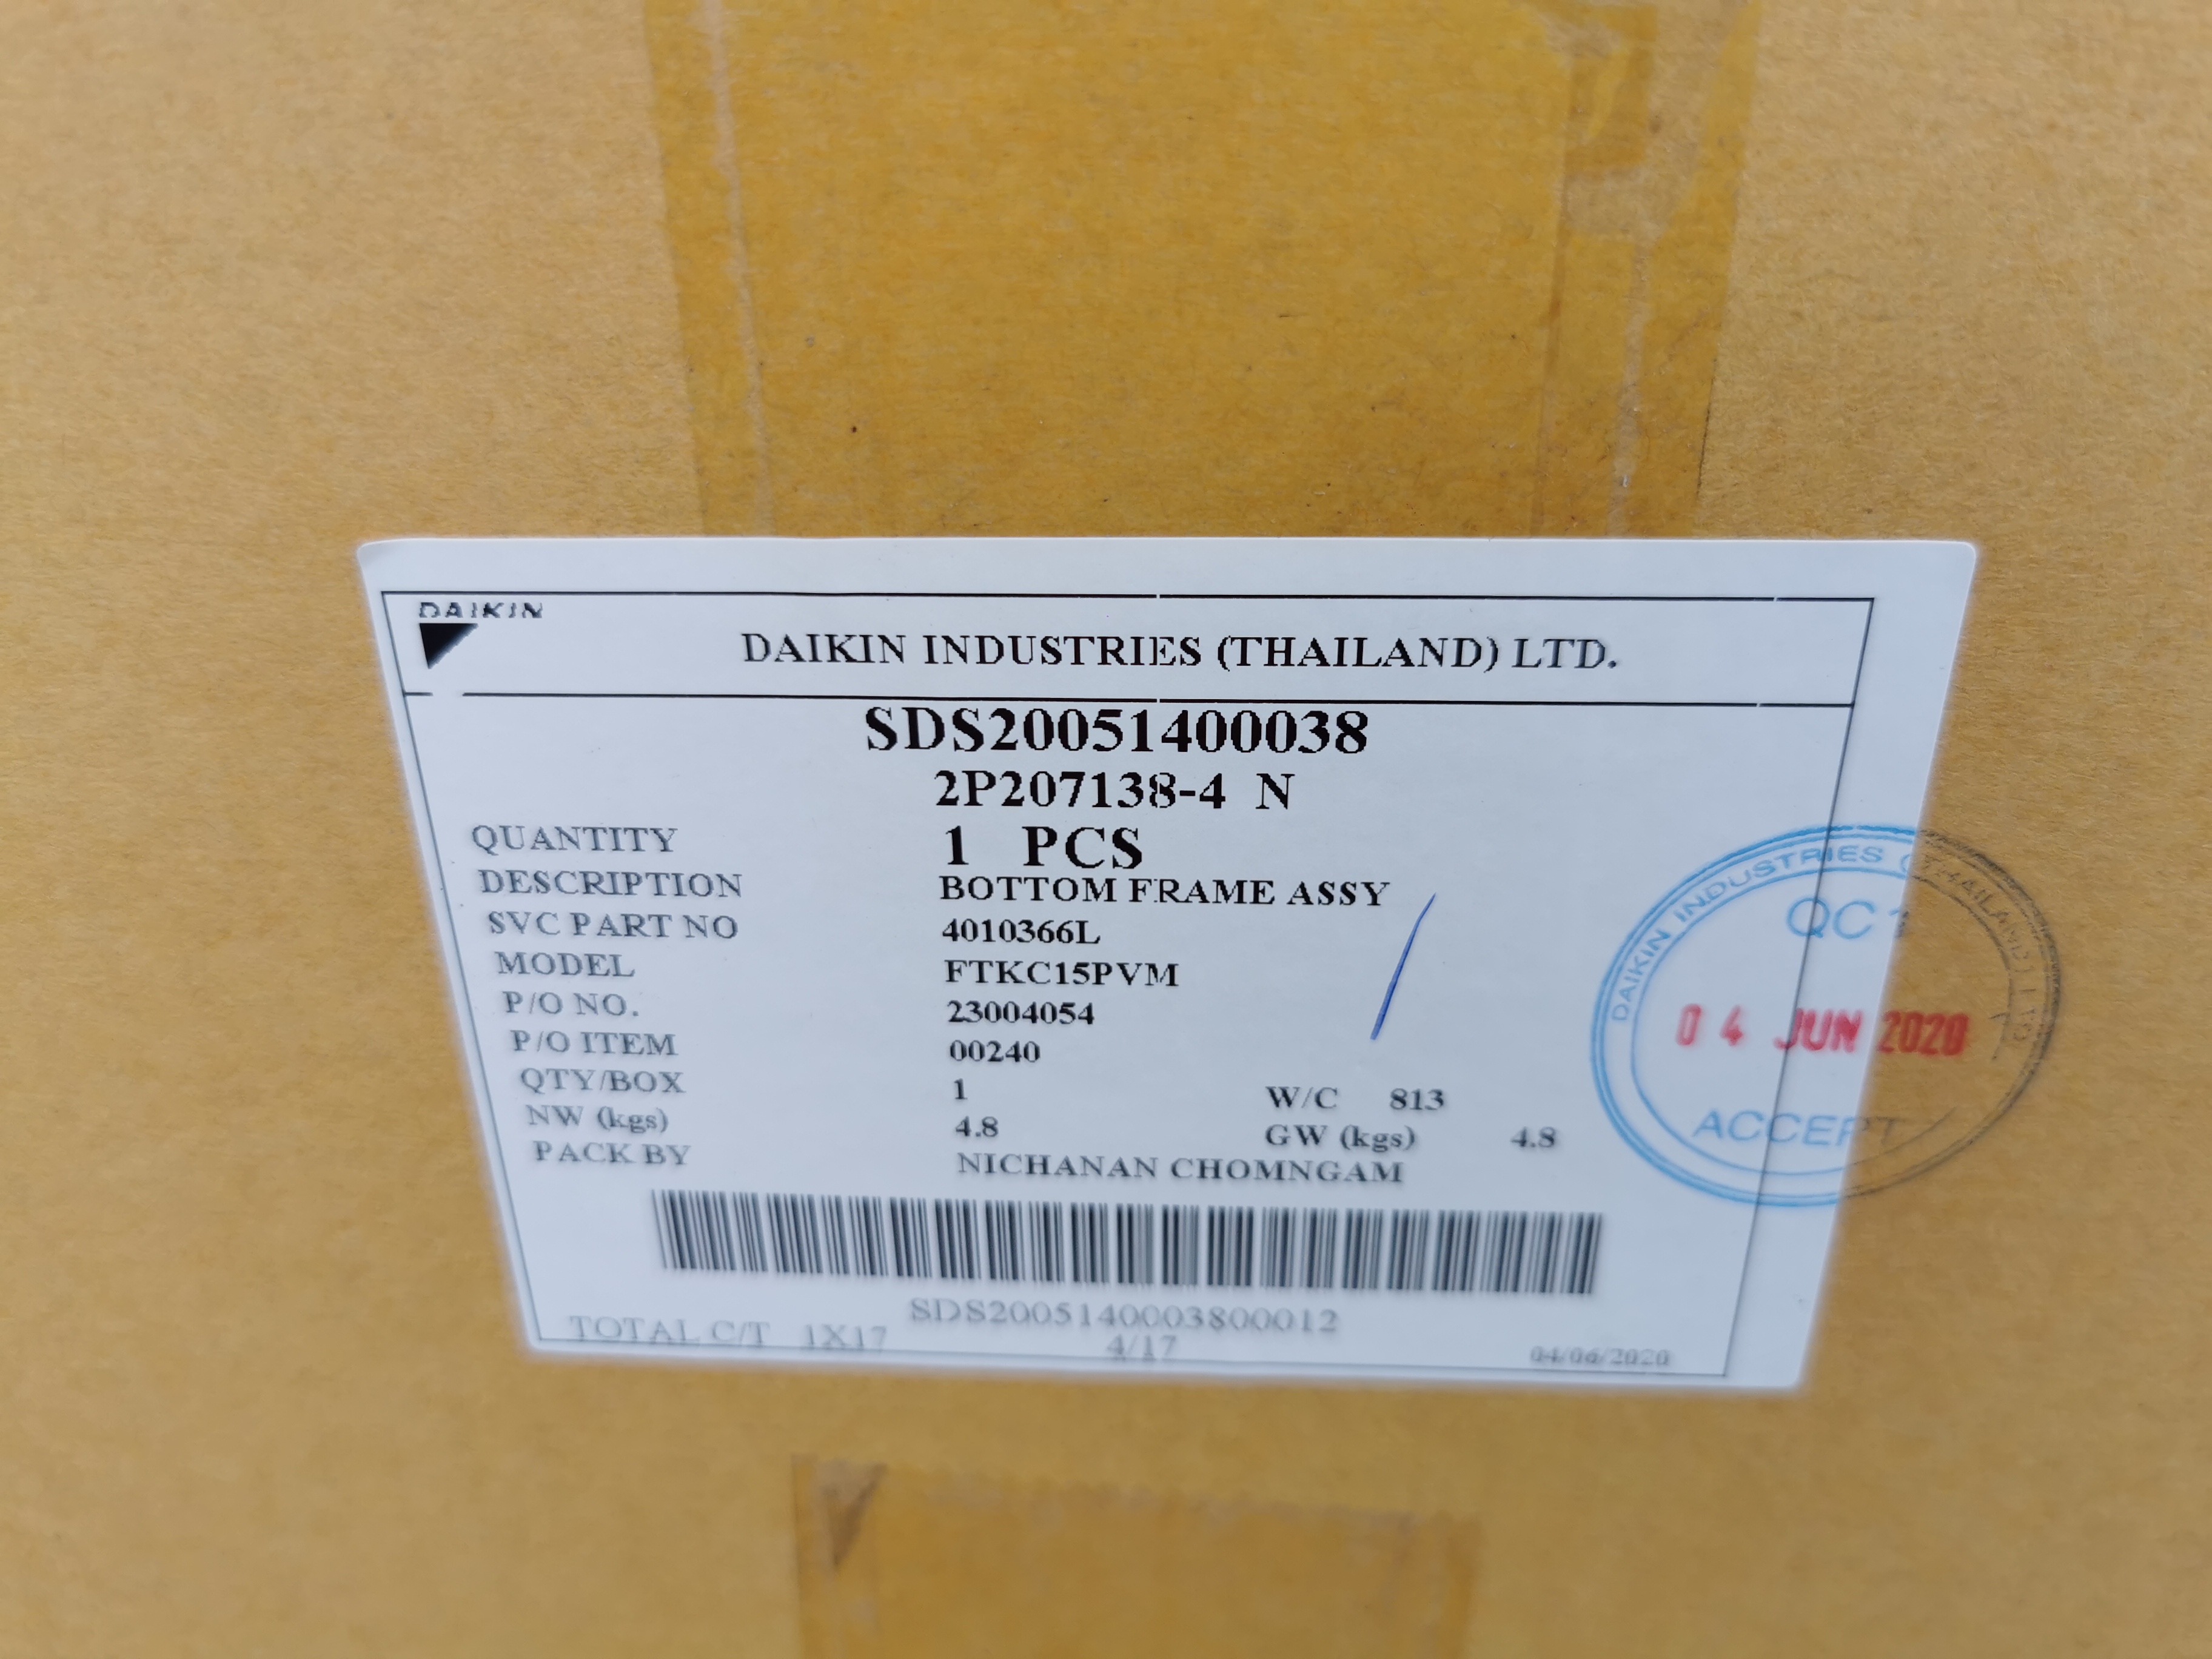 DAIKIN
DAIKIN INDUSTRIES (THAILAND) LTD.
SDS20051400038
2P207138-4 N
QUANTITY 1 PCS
DESCRIPTION BOTTOM FRAME ASSY
SVC PART NO 4010366L
MODEL FTKC15PVM
P/O NO. 23004054
P/O ITEM 00240
QTY/BOX 1 W/C 813
NW (kgs) 4.8 GW (kgs) 4.8
PACK BY NICHANAN CHOMNGAM
SDS2005140003800012
TOTAL C/T 1X17 4/17 04/06/2020
DAIKIN INDUSTRIES (THAILAND) LTD.
QC
04 JUN 2020
ACCEPT